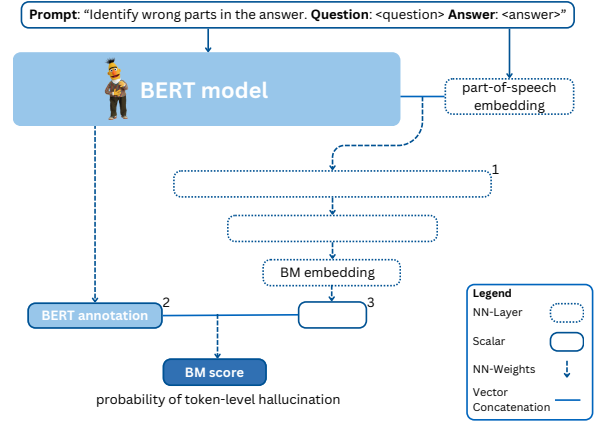 Prompt: “Identify wrong parts in the answer. Question: <question> Answer: <answer>”
BERT model
part-of-speech
embedding
1
BM embedding
BERT annotation
2
3
BM score
probability of token-level hallucination
Legend
NN-Layer
Scalar
NN-Weights
Vector
Concatenation